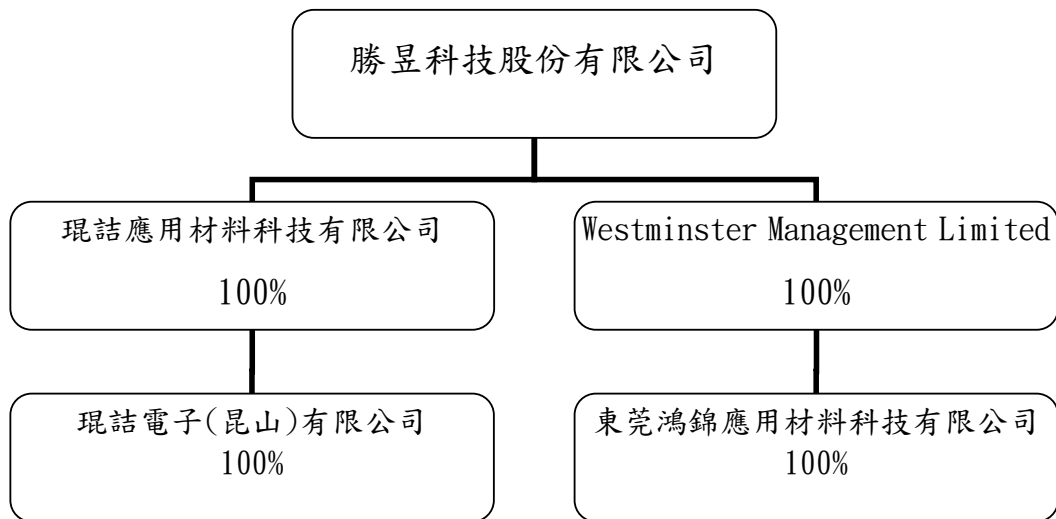 勝昱科技股份有限公司
琨詰應用材料科技有限公司
100%
Westminster Management Limited
100%
琨詰電子(昆山)有限公司
100%
東莞鴻錦應用材料科技有限公司
100%